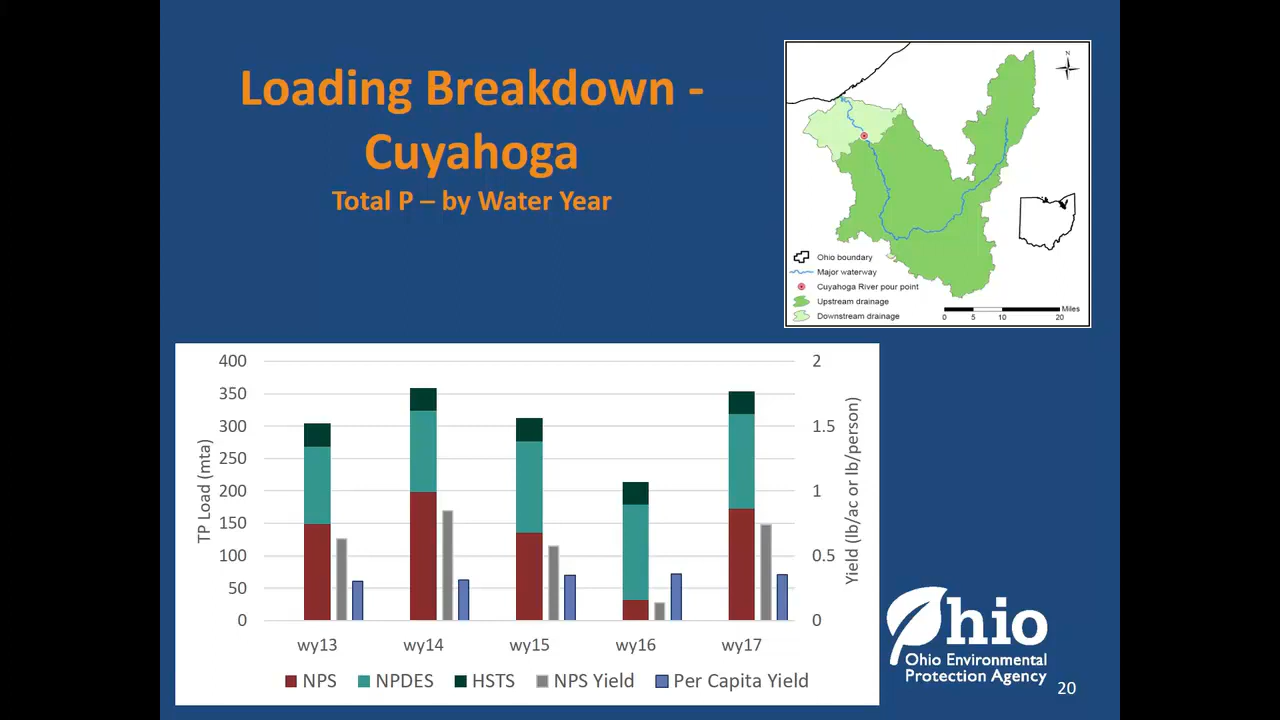 Loading Breakdown -
Cuyahoga
Total P – by Water Year
N
Ohio boundary
Major waterway
Cuyahoga River pour point
Upstream drainage
Downstream drainage
Miles
0 5 10 20
TP Load (mta)
400
350
300
250
200
150
100
50
0
2
1.5
1
0.5
0
Yield (lb/ac or lb/person)
wy13 wy14 wy15 wy16 wy17
NPS NPDES HSTS NPS Yield Per Capita Yield
Ohio
Ohio Environmental
Protection Agency
20